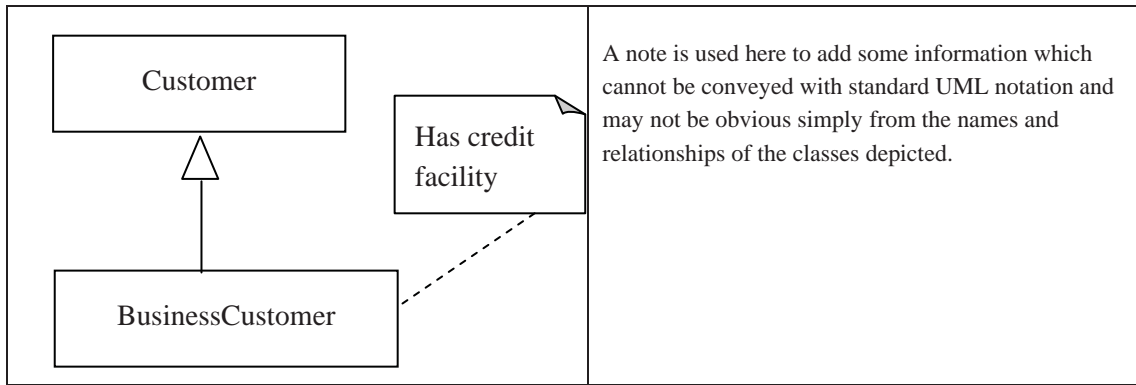 Customer
Has credit
facility
BusinessCustomer
A note is used here to add some information which
cannot be conveyed with standard UML notation and
may not be obvious simply from the names and
relationships of the classes depicted.